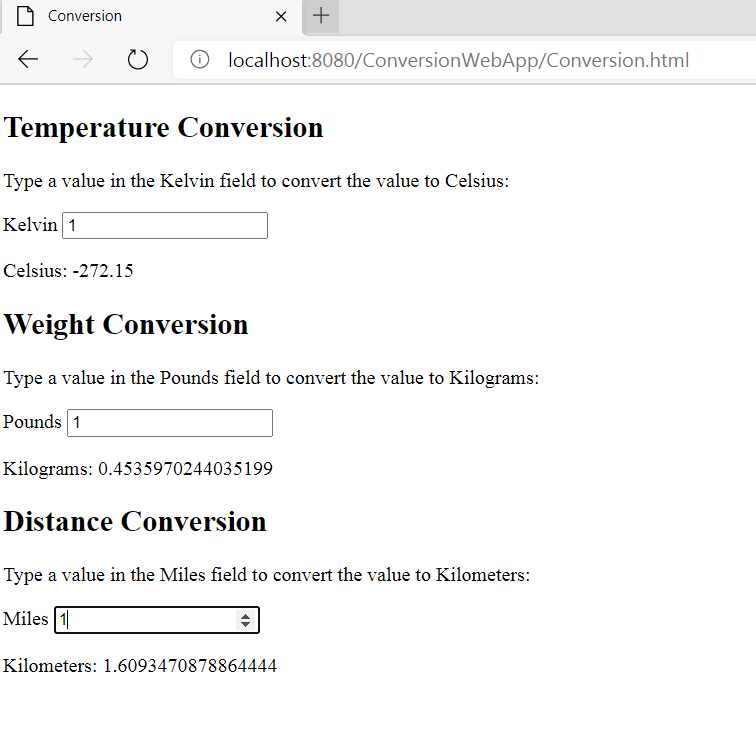 Conversion
localhost:8080/ConversionWebApp/Conversion.html
Temperature Conversion
Type a value in the Kelvin field to convert the value to Celsius:
Kelvin 1
Celsius: -272.15
Weight Conversion
Type a value in the Pounds field to convert the value to Kilograms:
Pounds 1
Kilograms: 0.4535970244035199
Distance Conversion
Type a value in the Miles field to convert the value to Kilometers:
Miles 1
Kilometers: 1.6093470878864444